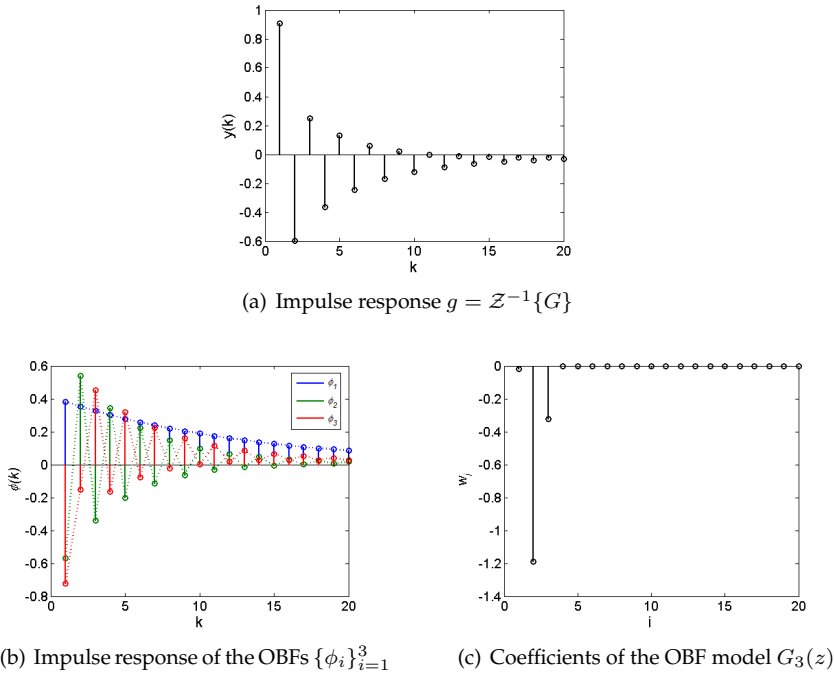 1
0.8
0.6
0.4
0.2
0
-0.2
-0.4
-0.6
0 5 10 15 20
y(k)
k
(a) Impulse response g = Z⁻¹{G}
0.6
0.4
0.2
0
-0.2
-0.4
-0.6
-0.8
0 5 10 15 20
ϕ(k)
k
ϕ₁
ϕ₂
ϕ₃
(b) Impulse response of the OBFs {ϕᵢ}³ᵢ₌₁
0
-0.2
-0.4
-0.6
-0.8
-1
-1.2
-1.4
0 5 10 15 20
wᵢ
i
(c) Coefficients of the OBF model G₃(z)